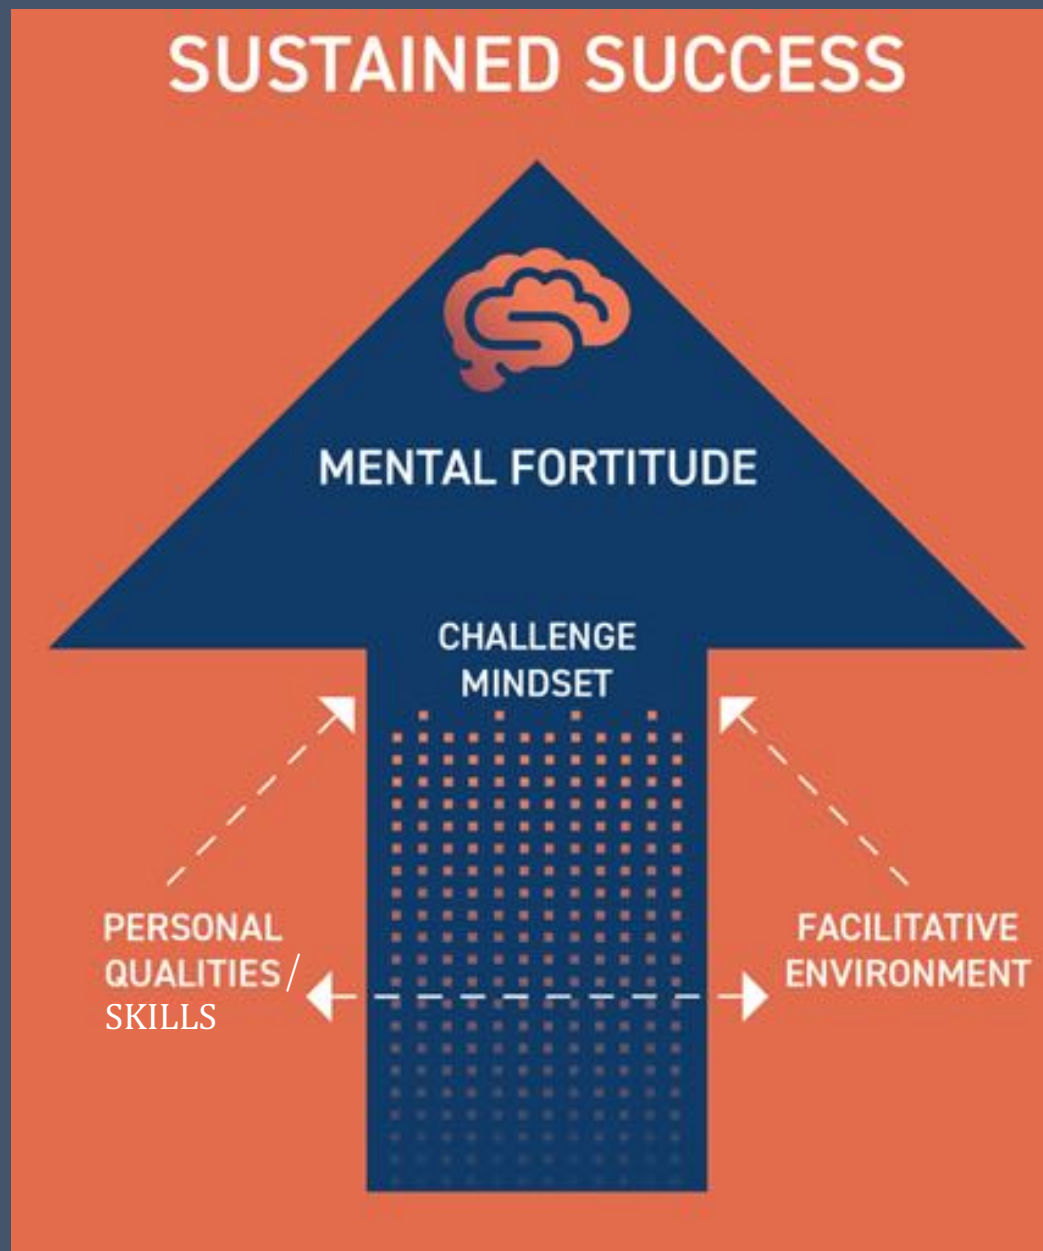 SUSTAINED SUCCESS
MENTAL FORTITUDE
CHALLENGE
MINDSET
PERSONAL
QUALITIES /
SKILLS
FACILITATIVE
ENVIRONMENT